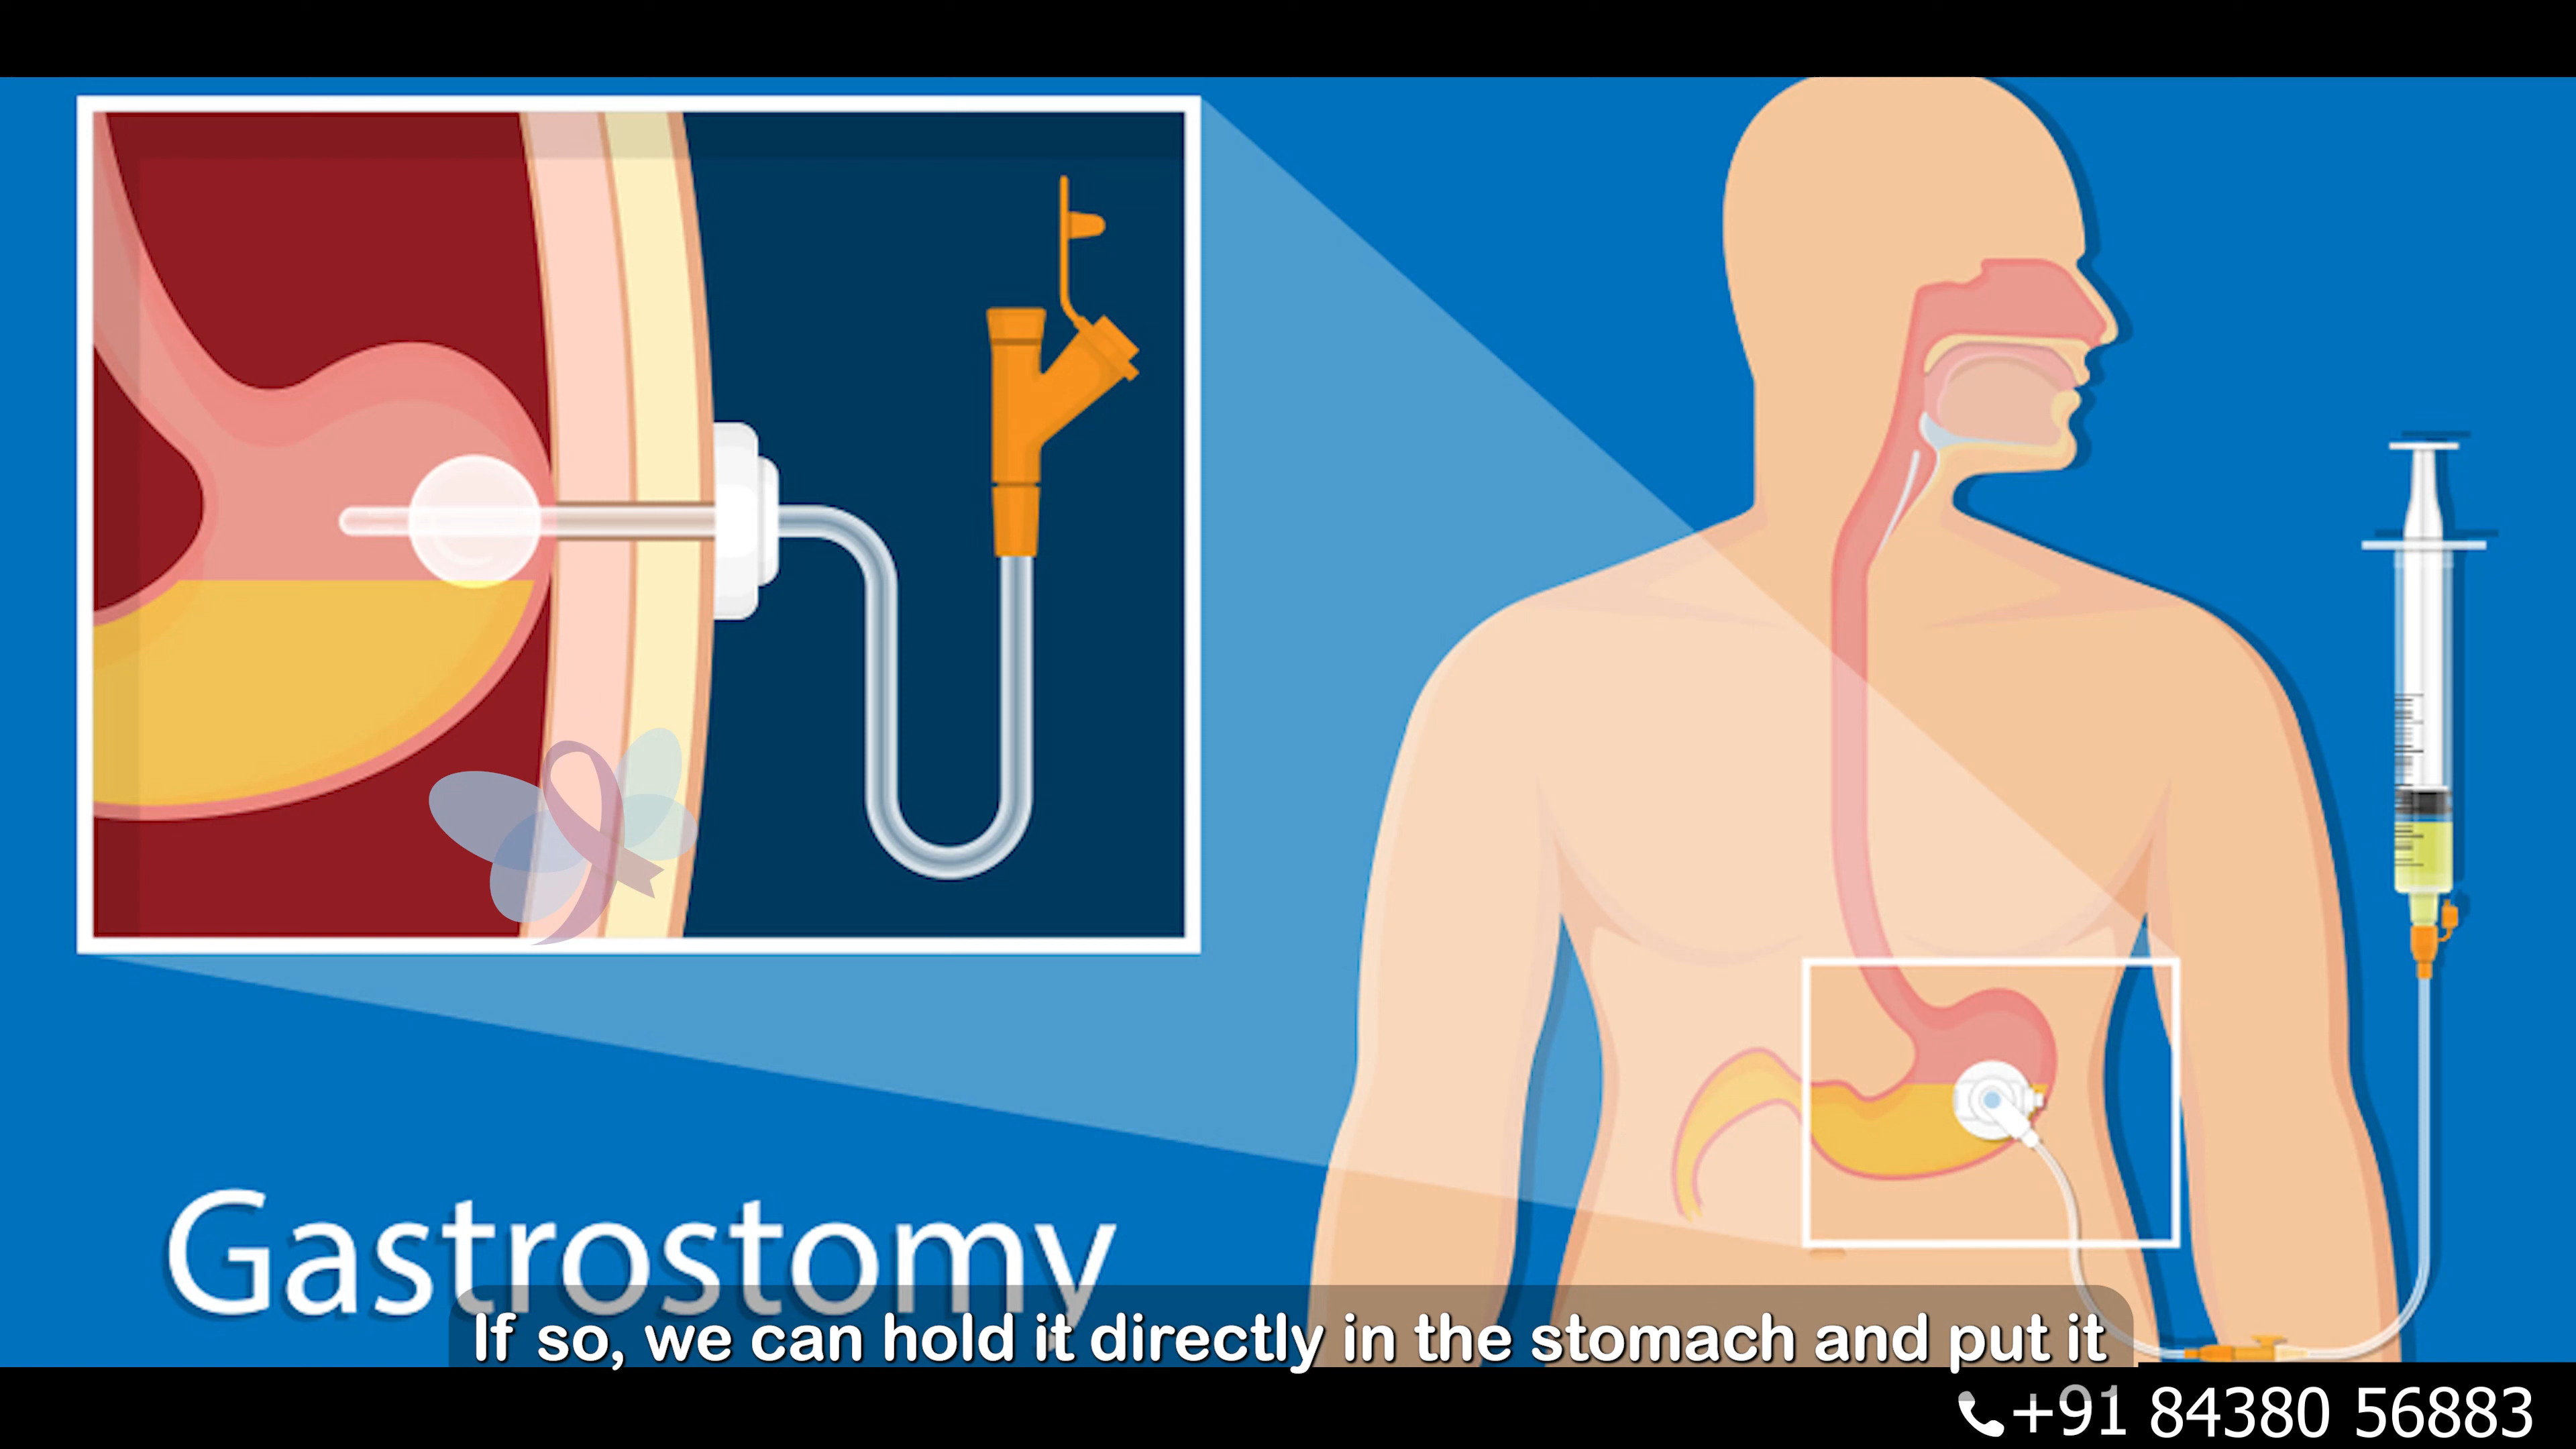 Gastrostomy
If so, we can hold it directly in the stomach and put it
+91 84380 56883